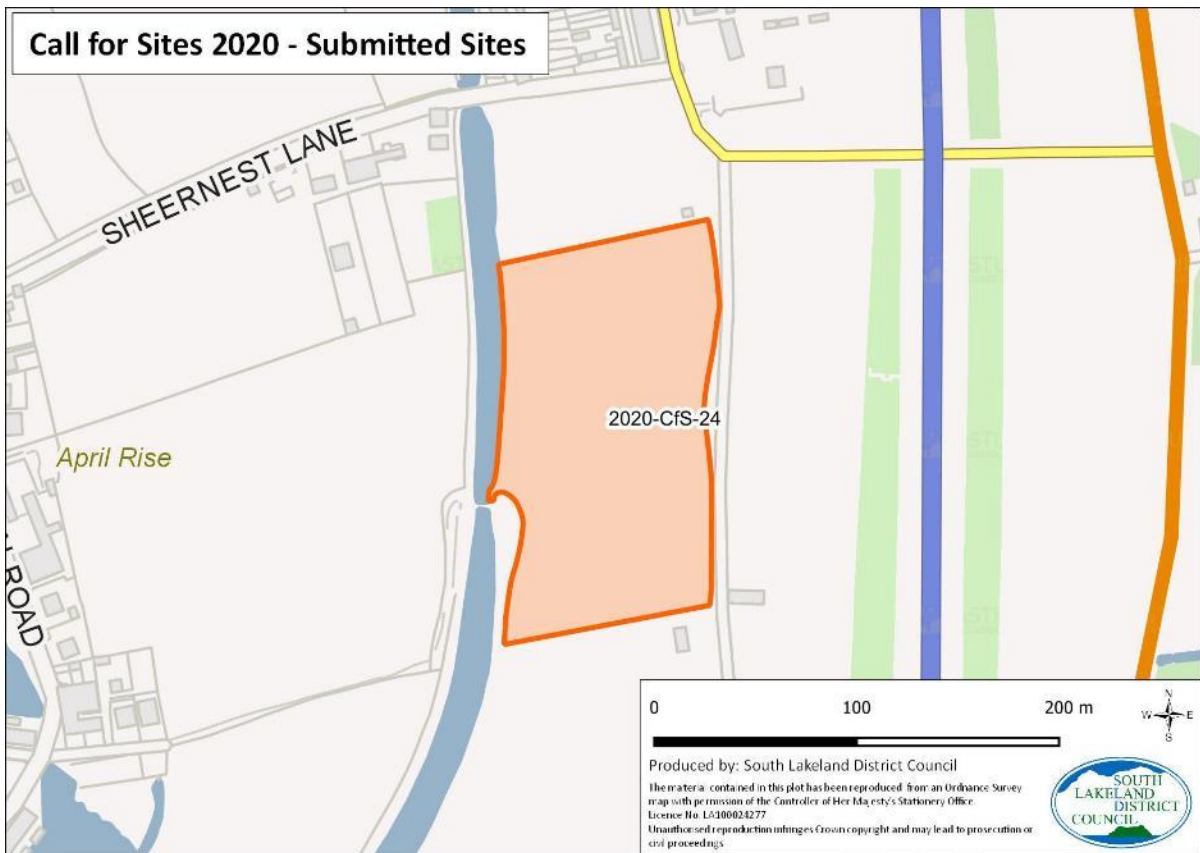 Call for Sites 2020 - Submitted Sites
SHEERNEST LANE
2020-CfS-24
April Rise
ROAD
0 100 200 m
N
W E
S
Produced by: South Lakeland District Council
The material contained in this plot has been reproduced from an Ordnance Survey
map with permission of the Controller of Her Majesty's Stationery Office
Licence No. LA100024277
Unauthorised reproduction infringes Crown copyright and may lead to prosecution or
civil proceedings
SOUTH
LAKELAND
DISTRICT
COUNCIL